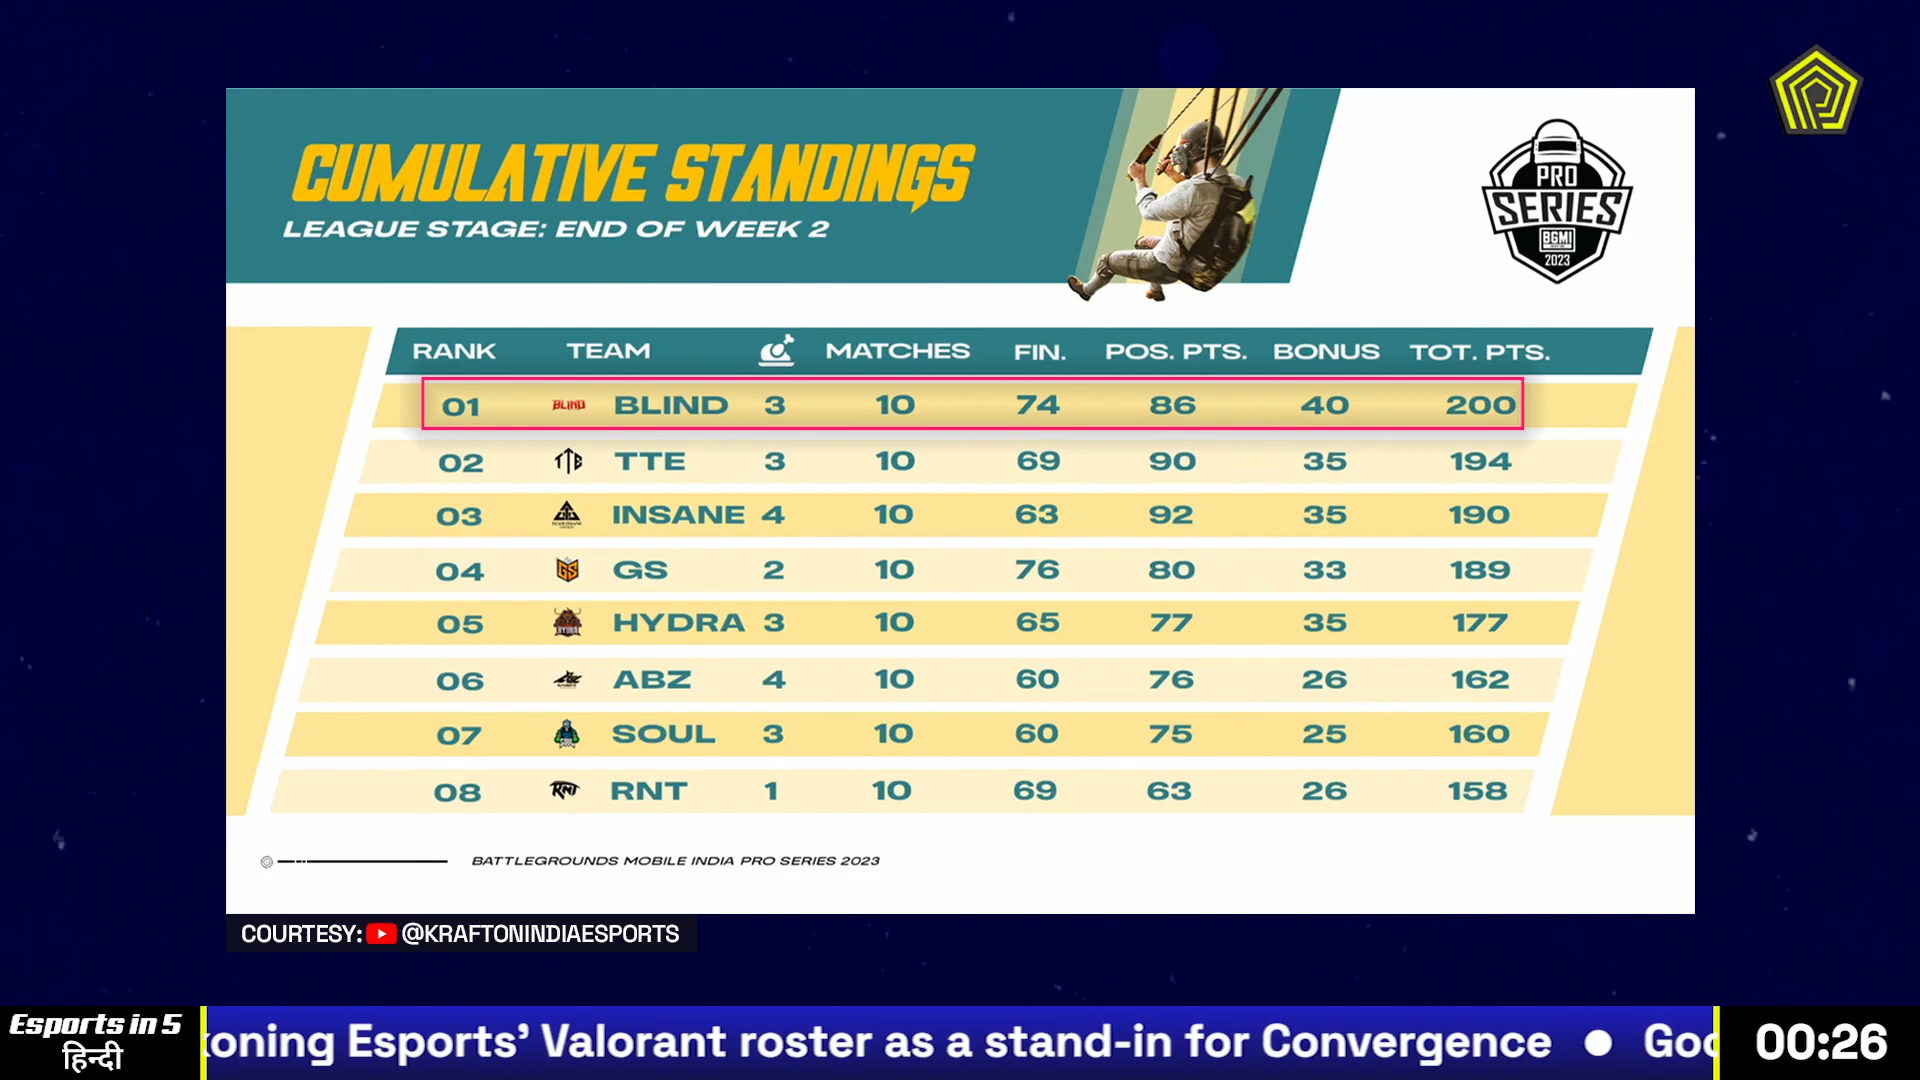 CUMULATIVE STANDINGS
LEAGUE STAGE: END OF WEEK 2
PRO
SERIES
BGMI
2023
RANK TEAM MATCHES FIN. POS. PTS. BONUS TOT. PTS.
01 BLIND BLIND 3 10 74 86 40 200
02 TTE 3 10 69 90 35 194
03 INSANE 4 10 63 92 35 190
04 GS GS 2 10 76 80 33 189
05 HYDRA HYDRA 3 10 65 77 35 177
06 ABZ 4 10 60 76 26 162
07 SOUL 3 10 60 75 25 160
08 RNT RNT 1 10 69 63 26 158
BATTLEGROUNDS MOBILE INDIA PRO SERIES 2023
COURTESY: @KRAFTONINDIAESPORTS
Esports in 5
हिन्दी
oning Esports' Valorant roster as a stand-in for Convergence ● Goo
00:26